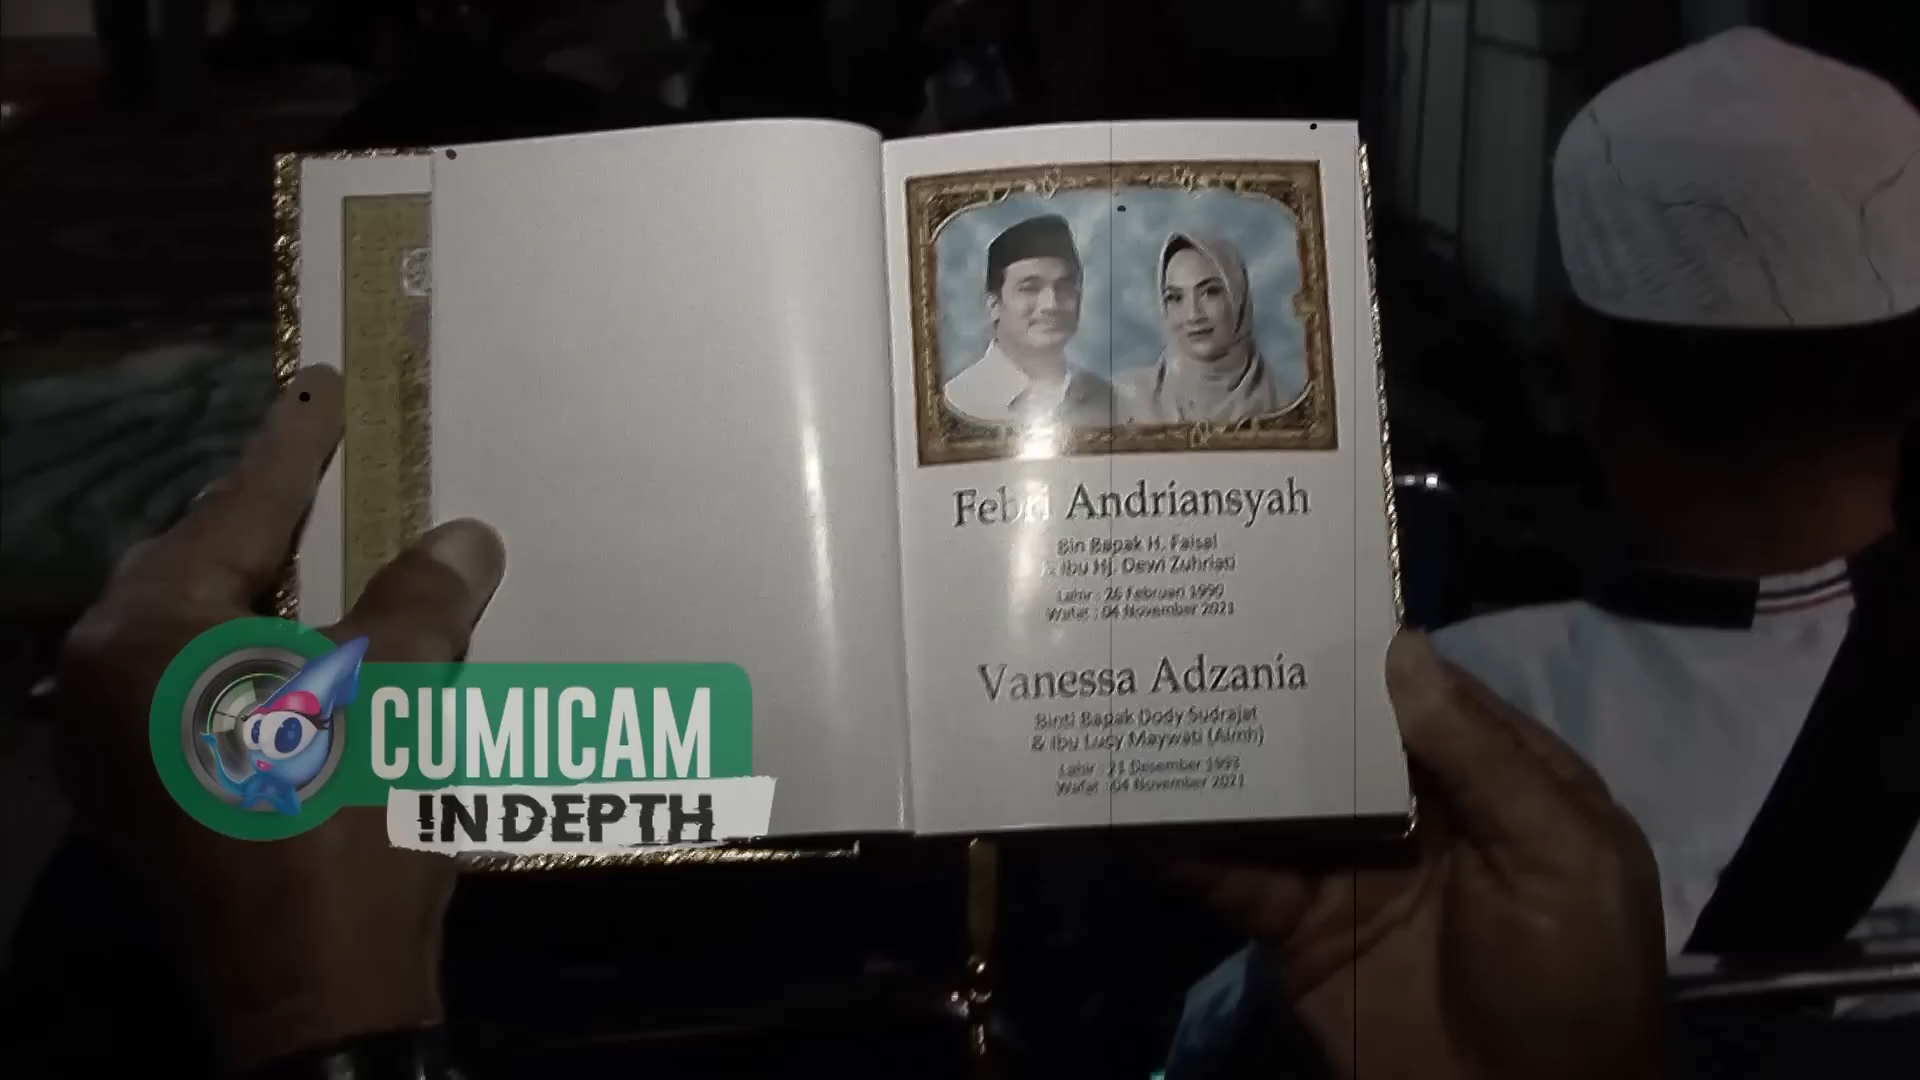 Febri Andriansyah
Bin Bapak H. Faisal
& Ibu Hj. Dewi Zuhriati
Lahir : 26 Februari 1990
Wafat : 04 November 2021
Vanessa Adzania
Binti Bapak Dody Sudrajat
& Ibu Lucy Maywati (Almh)
Lahir : 21 Desember 1993
Wafat : 04 November 2021
CUMICAM
!N DEPTH